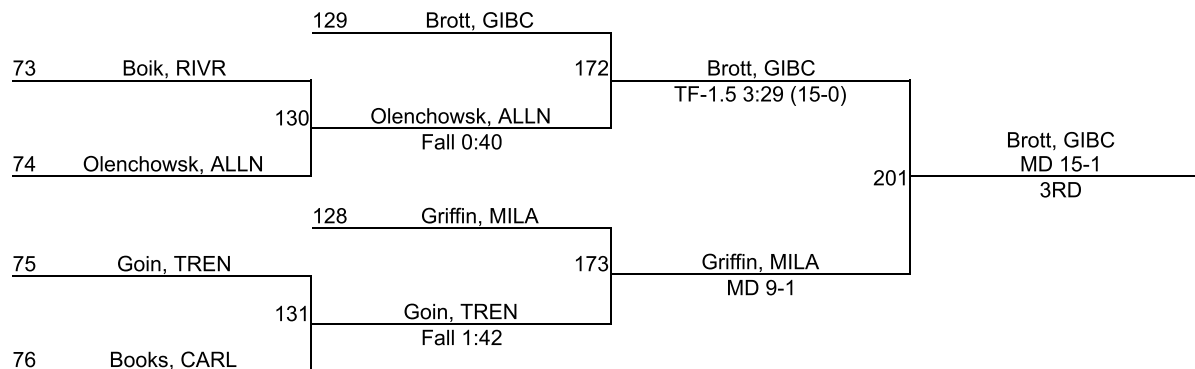 129 Brott, GIBC
73 Boik, RIVR
172 Brott, GIBC
TF-1.5 3:29 (15-0)
130 Olenchowsk, ALLN
Fall 0:40
Brott, GIBC
74 Olenchowsk, ALLN
MD 15-1
201
3RD
128 Griffin, MILA
75 Goin, TREN
173 Griffin, MILA
MD 9-1
131 Goin, TREN
Fall 1:42
76 Books, CARL